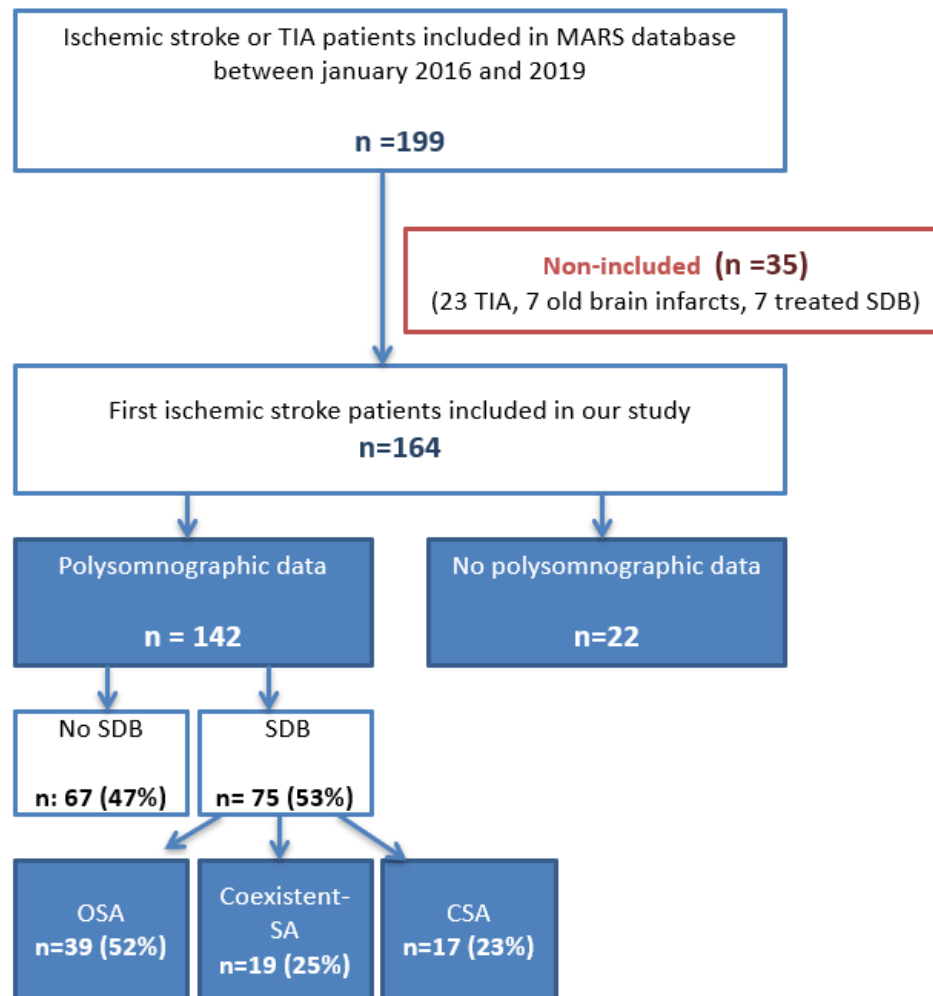 Ischemic stroke or TIA patients included in MARS database
between january 2016 and 2019
n =199
Non-included (n =35)
(23 TIA, 7 old brain infarcts, 7 treated SDB)
First ischemic stroke patients included in our study
n=164
Polysomnographic data
n = 142
No polysomnographic data
n=22
No SDB
n: 67 (47%)
SDB
n= 75 (53%)
OSA
n=39 (52%)
Coexistent-
SA
n=19 (25%)
CSA
n=17 (23%)